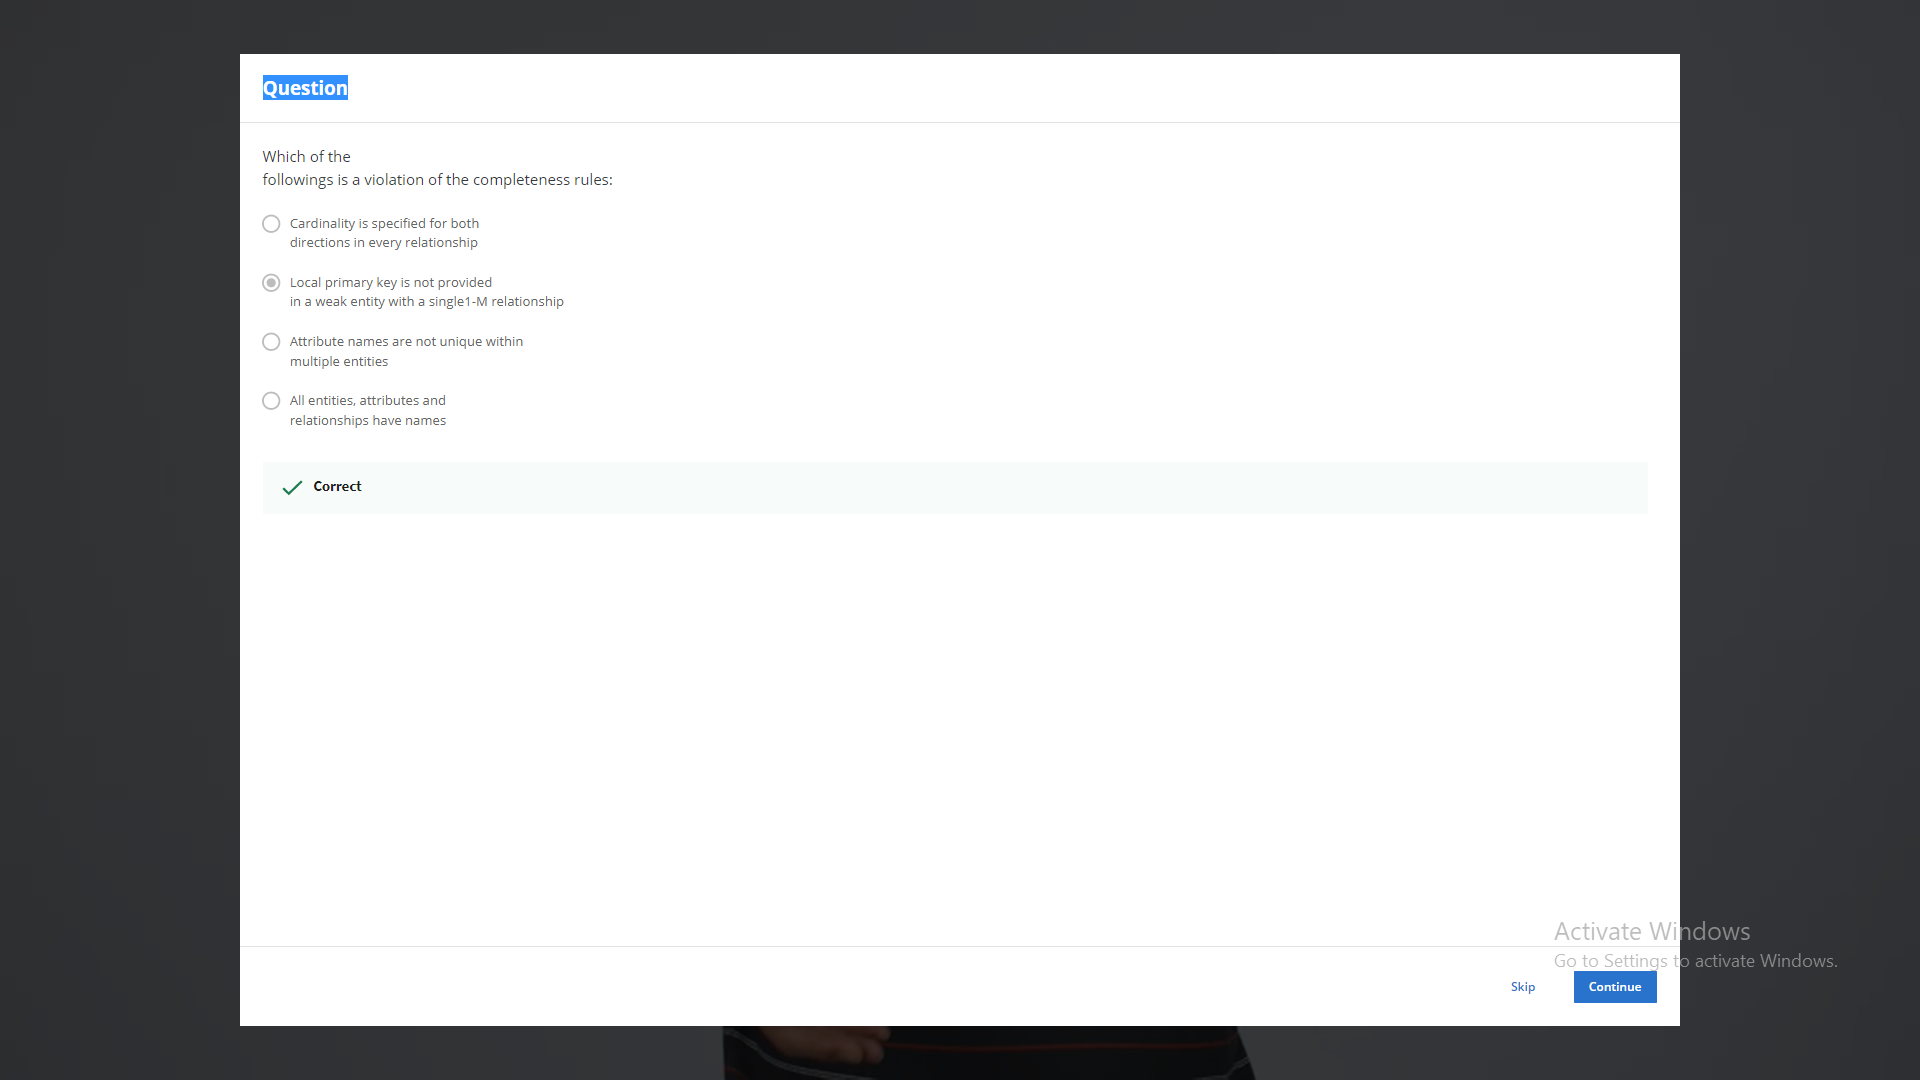 Question
Which of the
followings is a violation of the completeness rules:
Cardinality is specified for both
directions in every relationship
Local primary key is not provided
in a weak entity with a single1-M relationship
Attribute names are not unique within
multiple entities
All entities, attributes and
relationships have names
Correct
Activate Windows
Go to Settings to activate Windows.
Skip
Continue